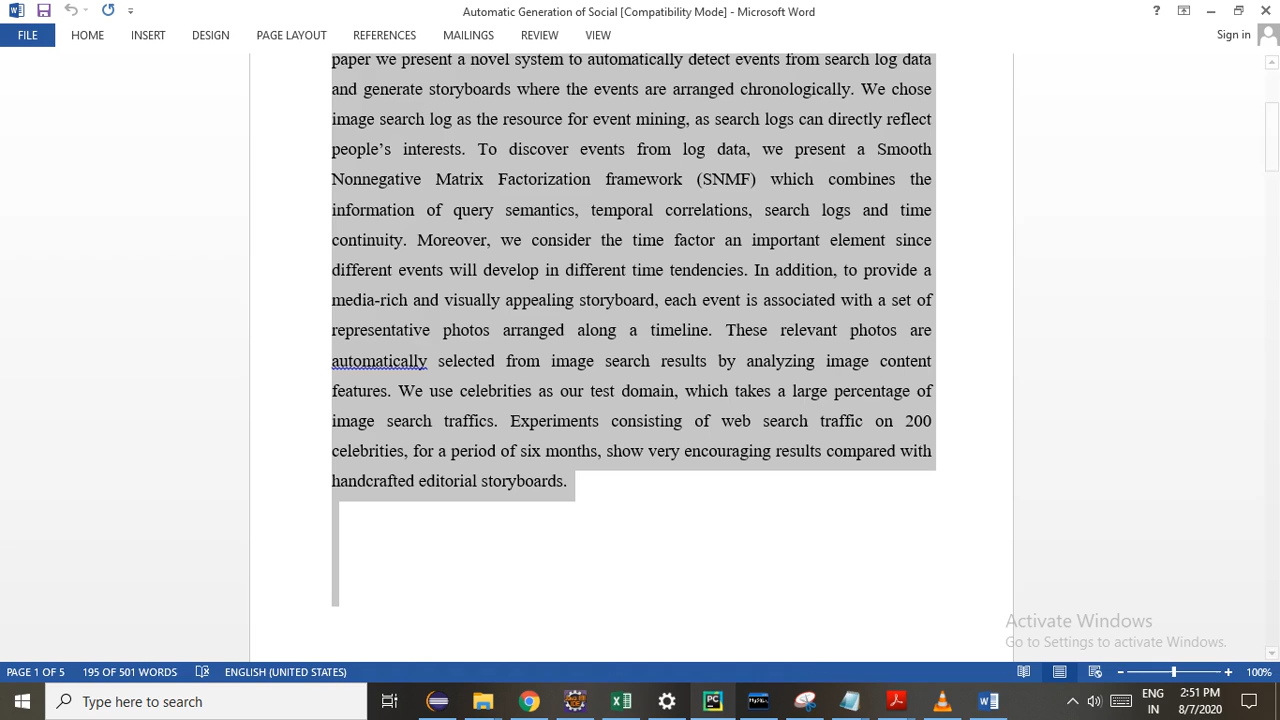 Automatic Generation of Social [Compatibility Mode] - Microsoft Word
?
FILE HOME INSERT DESIGN PAGE LAYOUT REFERENCES MAILINGS REVIEW VIEW Sign in
paper we present a novel system to automatically detect events from search log data
and generate storyboards where the events are arranged chronologically. We chose
image search log as the resource for event mining, as search logs can directly reflect
people’s interests. To discover events from log data, we present a Smooth
Nonnegative Matrix Factorization framework (SNMF) which combines the
information of query semantics, temporal correlations, search logs and time
continuity. Moreover, we consider the time factor an important element since
different events will develop in different time tendencies. In addition, to provide a
media-rich and visually appealing storyboard, each event is associated with a set of
representative photos arranged along a timeline. These relevant photos are
automatically selected from image search results by analyzing image content
features. We use celebrities as our test domain, which takes a large percentage of
image search traffics. Experiments consisting of web search traffic on 200
celebrities, for a period of six months, show very encouraging results compared with
handcrafted editorial storyboards.
Activate Windows
Go to Settings to activate Windows.
PAGE 1 OF 5 195 OF 501 WORDS ENGLISH (UNITED STATES) 100%
Type here to search
ENG
IN
2:51 PM
8/7/2020